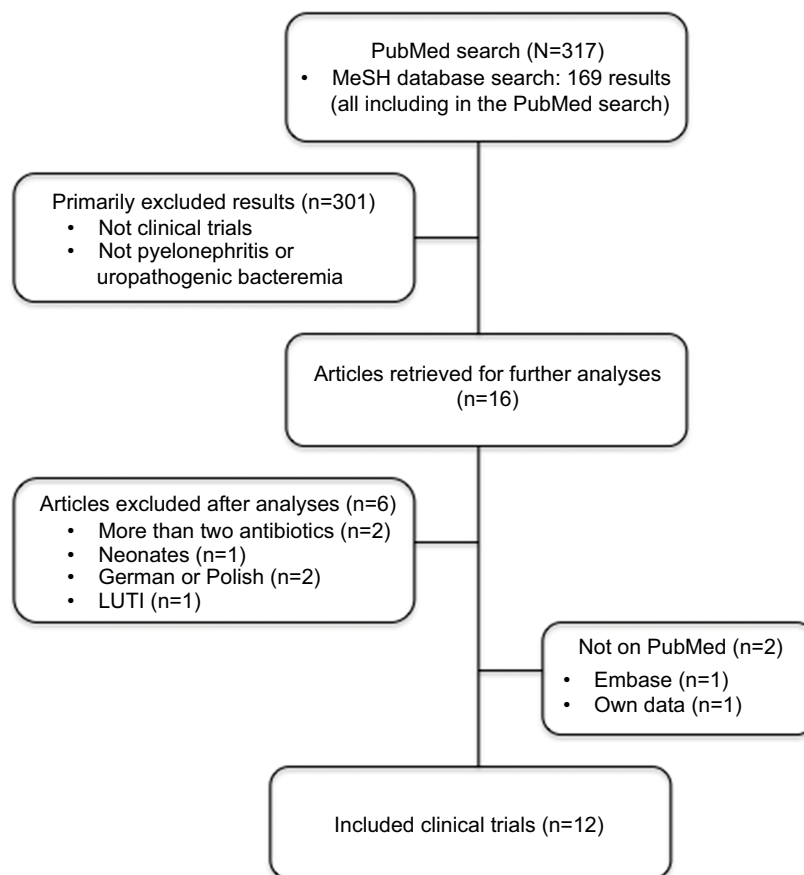 PubMed search (N=317)
• MeSH database search: 169 results
(all including in the PubMed search)
Primarily excluded results (n=301)
• Not clinical trials
• Not pyelonephritis or
uropathogenic bacteremia
Articles retrieved for further analyses
(n=16)
Articles excluded after analyses (n=6)
• More than two antibiotics (n=2)
• Neonates (n=1)
• German or Polish (n=2)
• LUTI (n=1)
Not on PubMed (n=2)
• Embase (n=1)
• Own data (n=1)
Included clinical trials (n=12)